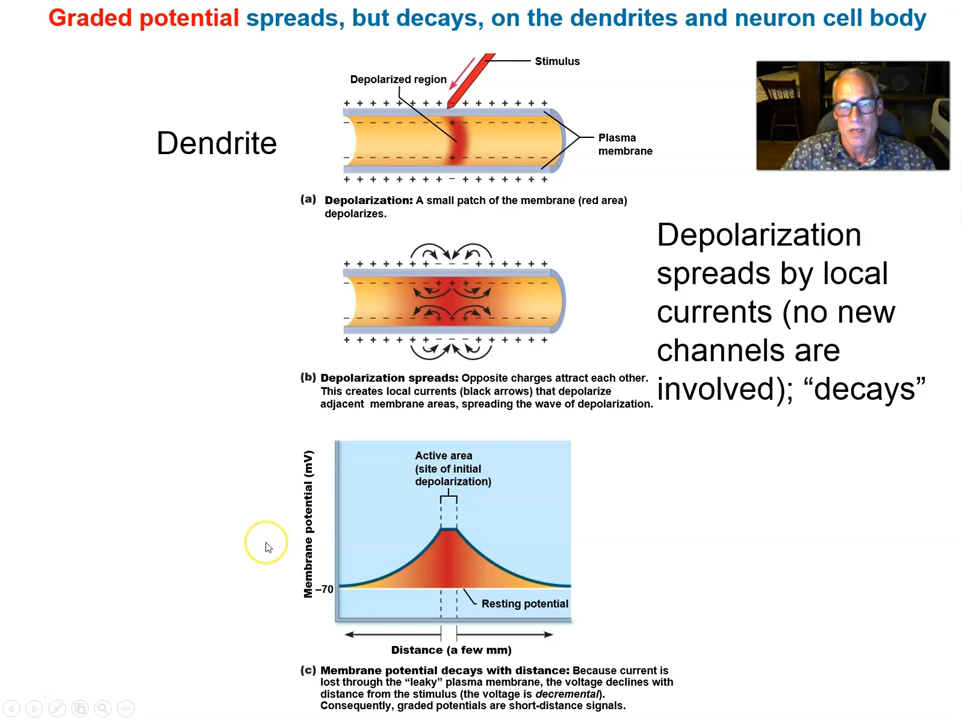 Graded potential spreads, but decays, on the dendrites and neuron cell body
Stimulus
Depolarized region
Dendrite
Plasma
membrane
+ + + + + + + + + + – + + + + + + + + +
(a) Depolarization: A small patch of the membrane (red area)
depolarizes.
Depolarization
spreads by local
currents (no new
channels are
involved); “decays”
(b) Depolarization spreads: Opposite charges attract each other.
This creates local currents (black arrows) that depolarize
adjacent membrane areas, spreading the wave of depolarization.
Membrane potential (mV)
Active area
(site of initial
depolarization)
–70
Resting potential
Distance (a few mm)
(c) Membrane potential decays with distance: Because current is
lost through the “leaky” plasma membrane, the voltage declines with
distance from the stimulus (the voltage is decremental).
Consequently, graded potentials are short-distance signals.